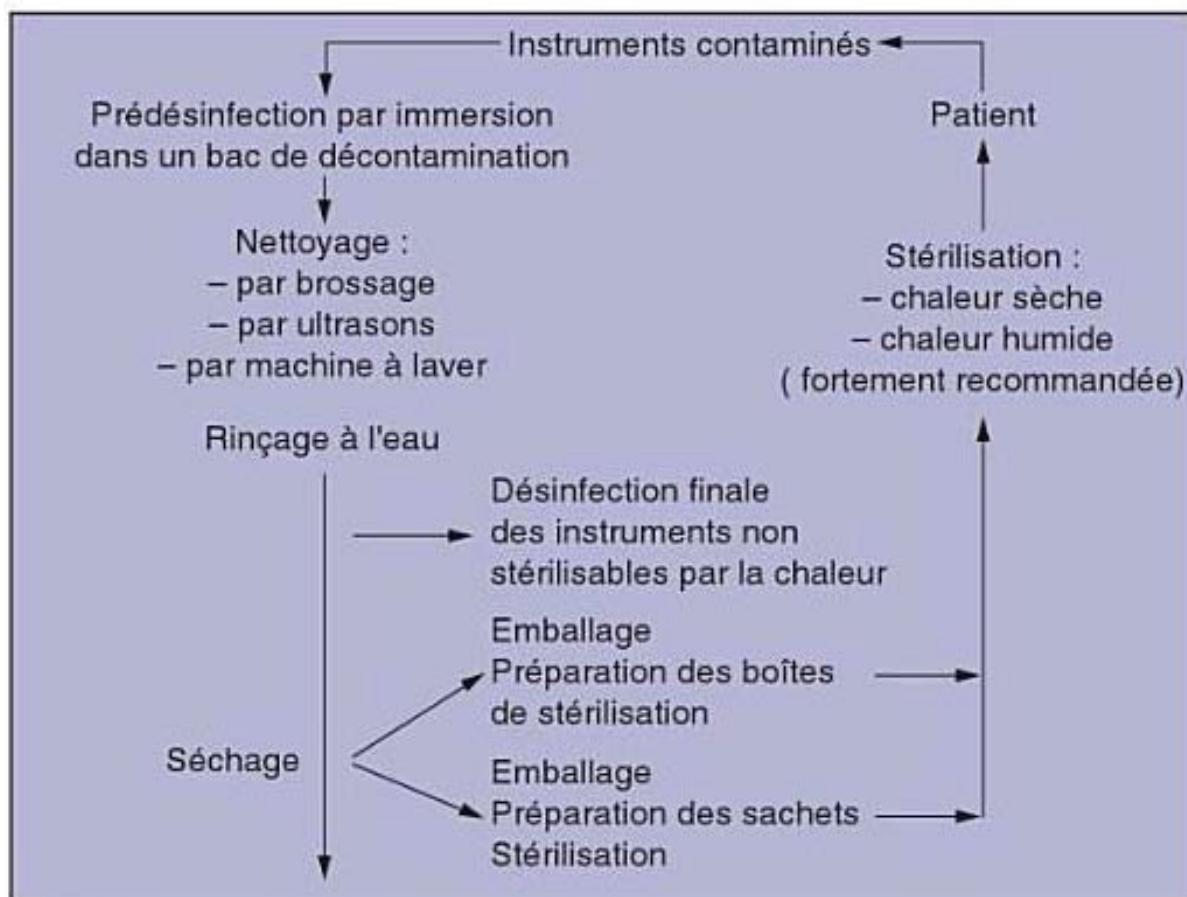 Instruments contaminés
Prédésinfection par immersion
dans un bac de décontamination
Patient
Nettoyage :
– par brossage
– par ultrasons
– par machine à laver
Stérilisation :
– chaleur sèche
– chaleur humide
( fortement recommandée)
Rinçage à l'eau
Désinfection finale
des instruments non
stérilisables par la chaleur
Emballage
Préparation des boîtes
de stérilisation
Séchage
Emballage
Préparation des sachets
Stérilisation